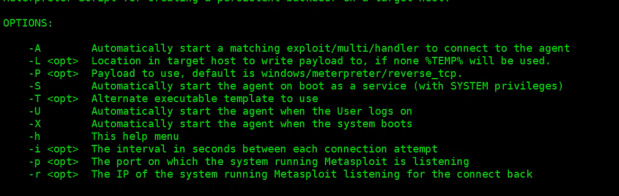 Meterpreter Script for creating a persistent backdoor on a target host.
OPTIONS:
-A Automatically start a matching exploit/multi/handler to connect to the agent
-L <opt> Location in target host to write payload to, if none %TEMP% will be used.
-P <opt> Payload to use, default is windows/meterpreter/reverse_tcp.
-S Automatically start the agent on boot as a service (with SYSTEM privileges)
-T <opt> Alternate executable template to use
-U Automatically start the agent when the User logs on
-X Automatically start the agent when the system boots
-h This help menu
-i <opt> The interval in seconds between each connection attempt
-p <opt> The port on which the system running Metasploit is listening
-r <opt> The IP of the system running Metasploit listening for the connect back